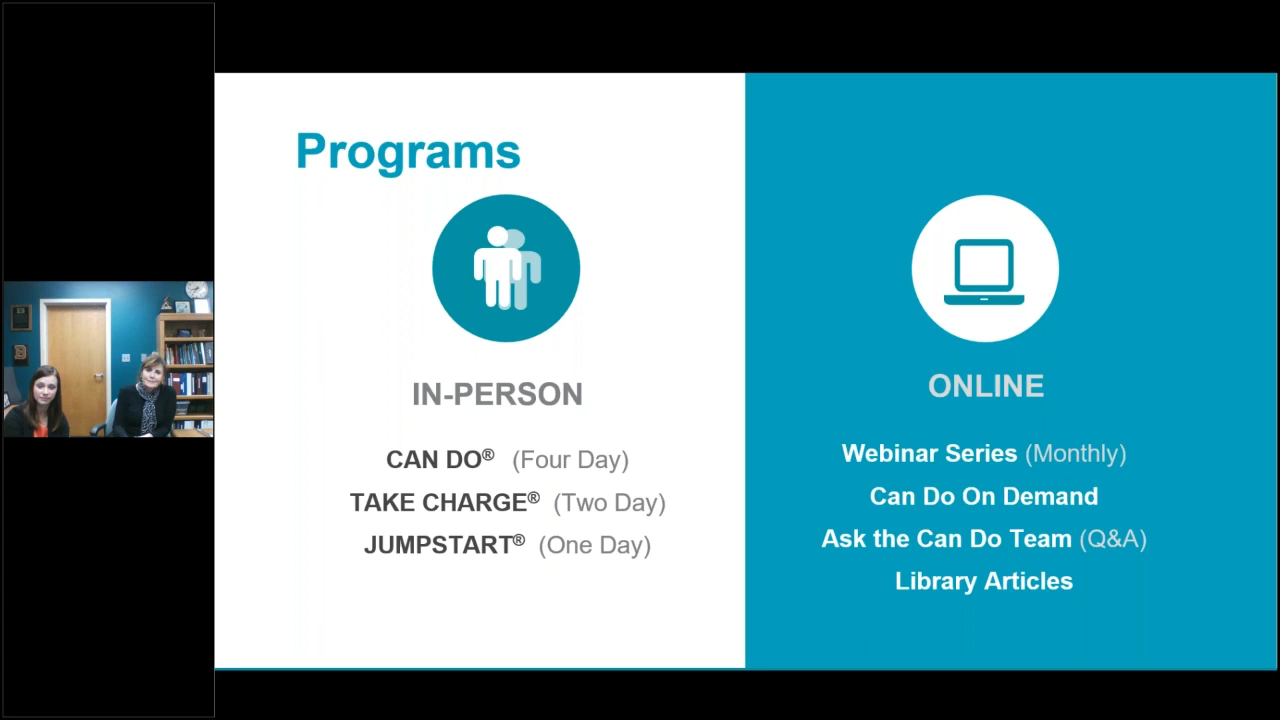 Programs
IN-PERSON
CAN DO® (Four Day)
TAKE CHARGE® (Two Day)
JUMPSTART® (One Day)
ONLINE
Webinar Series (Monthly)
Can Do On Demand
Ask the Can Do Team (Q&A)
Library Articles